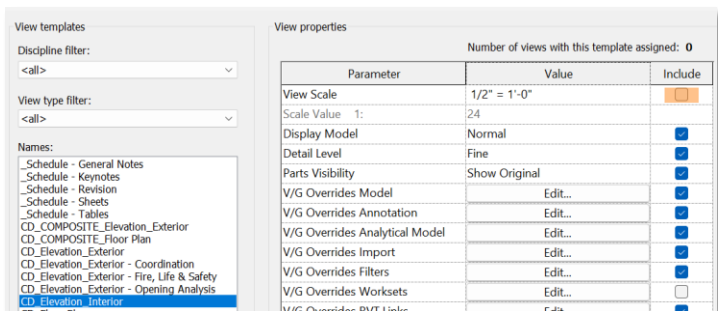 View templates
Discipline filter:
<all>
View type filter:
<all>
Names:
_Schedule - General Notes
_Schedule - Keynotes
_Schedule - Revision
_Schedule - Sheets
_Schedule - Tables
CD_COMPOSITE_Elevation_Exterior
CD_COMPOSITE_Floor Plan
CD_Elevation_Exterior
CD_Elevation_Exterior - Coordination
CD_Elevation_Exterior - Fire, Life & Safety
CD_Elevation_Exterior - Opening Analysis
CD_Elevation_Interior
View properties
Number of views with this template assigned: 0
Parameter Value Include
View Scale 1/2" = 1'-0"
Scale Value 1: 24
Display Model Normal
Detail Level Fine
Parts Visibility Show Original
V/G Overrides Model Edit...
V/G Overrides Annotation Edit...
V/G Overrides Analytical Model Edit...
V/G Overrides Import Edit...
V/G Overrides Filters Edit...
V/G Overrides Worksets Edit...
V/G Overrides RVT Links Edit